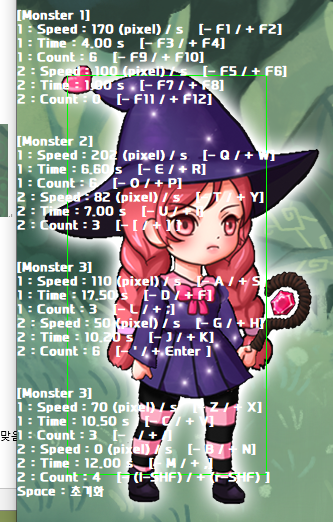 [Monster 1]
1 : Speed : 170 (pixel) / s [- F1 / + F2]
1 : Time : 4.00 s [- F3 / + F4]
1 : Count : 6 [- F9 / + F10]
2 : Speed : 100 (pixel) / s [- F5 / + F6]
2 : Time : s [- F7 / + F8]
2 : Count : [- F11 / + F12]
[Monster 2]
1 : Speed : 202 (pixel) / s [- Q / + W]
1 : Time : 6.60 s [- E / + R]
1 : Count : [- O / + P]
2 : Speed : 82 (pixel) / s [- T / + Y]
2 : Time : 7.00 s [- U /
2 : Count : 3 [- [ / + ] ]
[Monster 3]
1 : Speed : 110 (pixel) / s [- A / + S
1 : Time : 17.50 s [- D / + F]
1 : Count : 3 [- L / + ;]
2 : Speed : 50 (pixel) / s [- G / + H]
2 : Time : 10.20 s [- J / + K]
2 : Count : 6 [- ' / + Enter ]
[Monster 3]
1 : Speed : 70 (pixel) / s [- Z / + X]
1 : Time : 10.50 s [- C / + V]
1 : Count : 3 [- , / +
2 : Speed : 0 (pixel) / s [- B / + N]
2 : Time : 12.00 s [- M / +
2 : Count : 4 [- (l-SHF) / + (r-SHF) ]
Space : 초기화
맞을